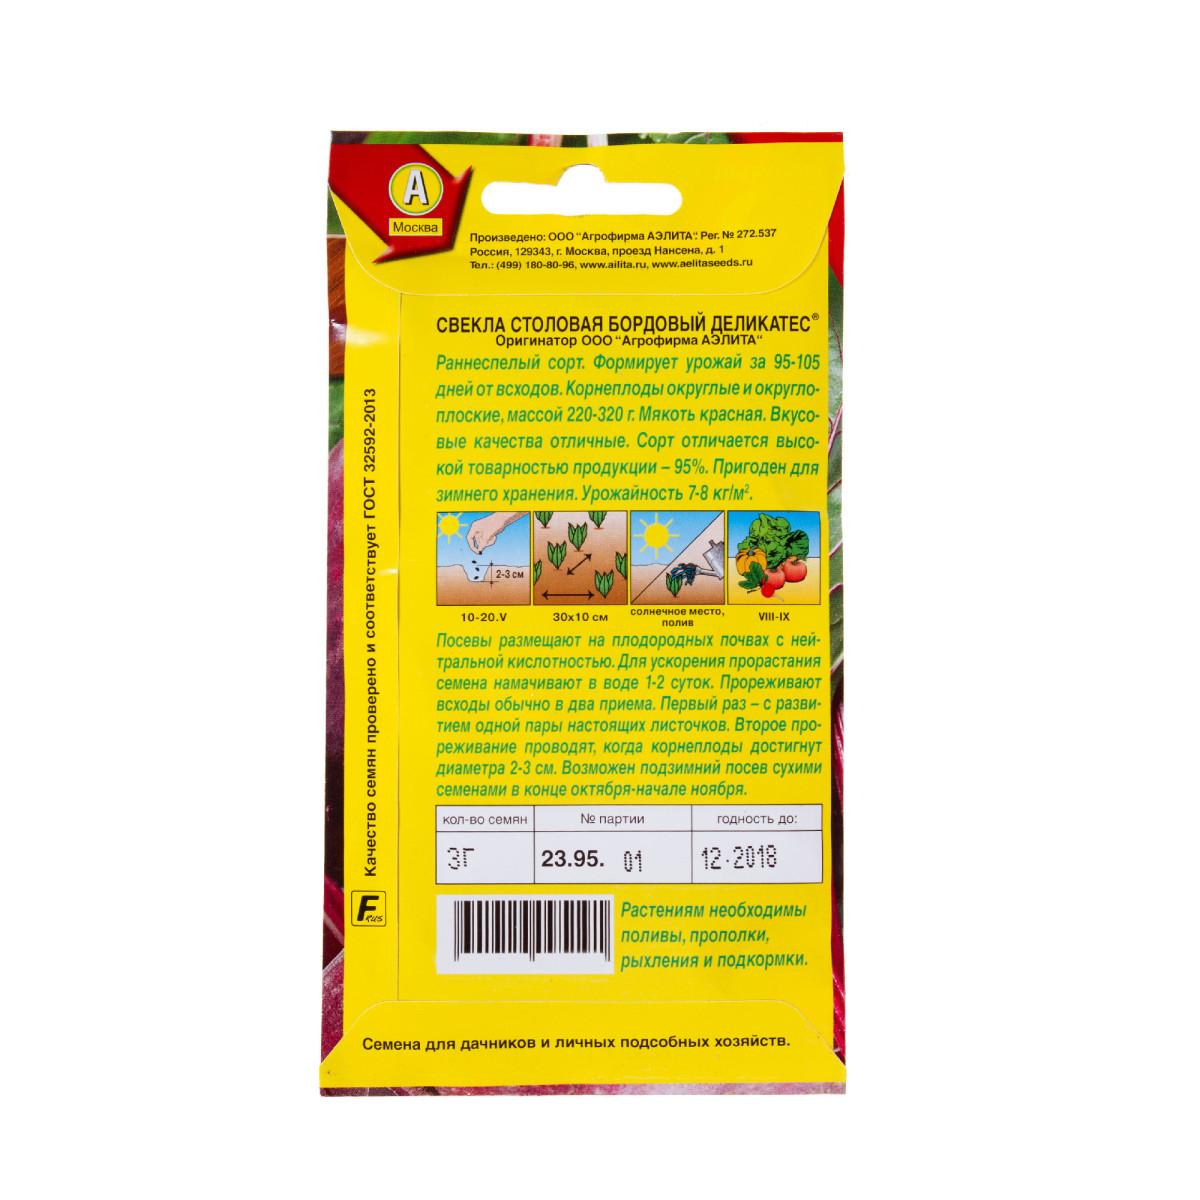 А
Москва
Произведено: ООО "Агрофирма АЭЛИТА". Рег. № 272.537
Россия, 129343, г. Москва, проезд Нансена, д. 1
Тел.: (499) 180-80-96, www.ailita.ru, www.aelitaseeds.ru
СВЕКЛА СТОЛОВАЯ БОРДОВЫЙ ДЕЛИКАТЕС®
Оригинатор ООО "Агрофирма АЭЛИТА"
Раннеспелый сорт. Формирует урожай за 95-105
дней от всходов. Корнеплоды округлые и округло-
плоские, массой 220-320 г. Мякоть красная. Вкусо-
вые качества отличные. Сорт отличается высо-
кой товарностью продукции – 95%. Пригоден для
зимнего хранения. Урожайность 7-8 кг/м².
2-3 см
10-20.V
30х10 см
солнечное место,
полив
VIII-IX
Посевы размещают на плодородных почвах с ней-
тральной кислотностью. Для ускорения прорастания
семена намачивают в воде 1-2 суток. Прореживают
всходы обычно в два приема. Первый раз – с разви-
тием одной пары настоящих листочков. Второе про-
реживание проводят, когда корнеплоды достигнут
диаметра 2-3 см. Возможен подзимний посев сухими
семенами в конце октября-начале ноября.
кол-во семян № партии годность до:
3Г 23.95. 01 12.2018
Растениям необходимы
поливы, прополки,
рыхления и подкормки.
Качество семян проверено и соответствует ГОСТ 32592-2013
F RUS
Семена для дачников и личных подсобных хозяйств.